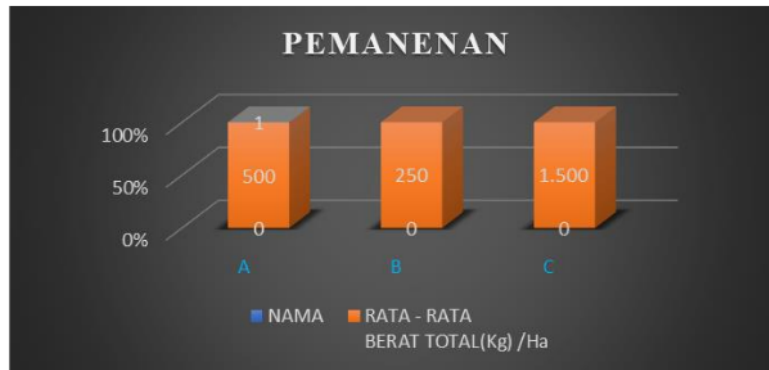 PEMANENAN
1
100%
500
250
1.500
50%
0%
0
0
0
A
B
C
NAMA
RATA - RATA
BERAT TOTAL(Kg) /Ha